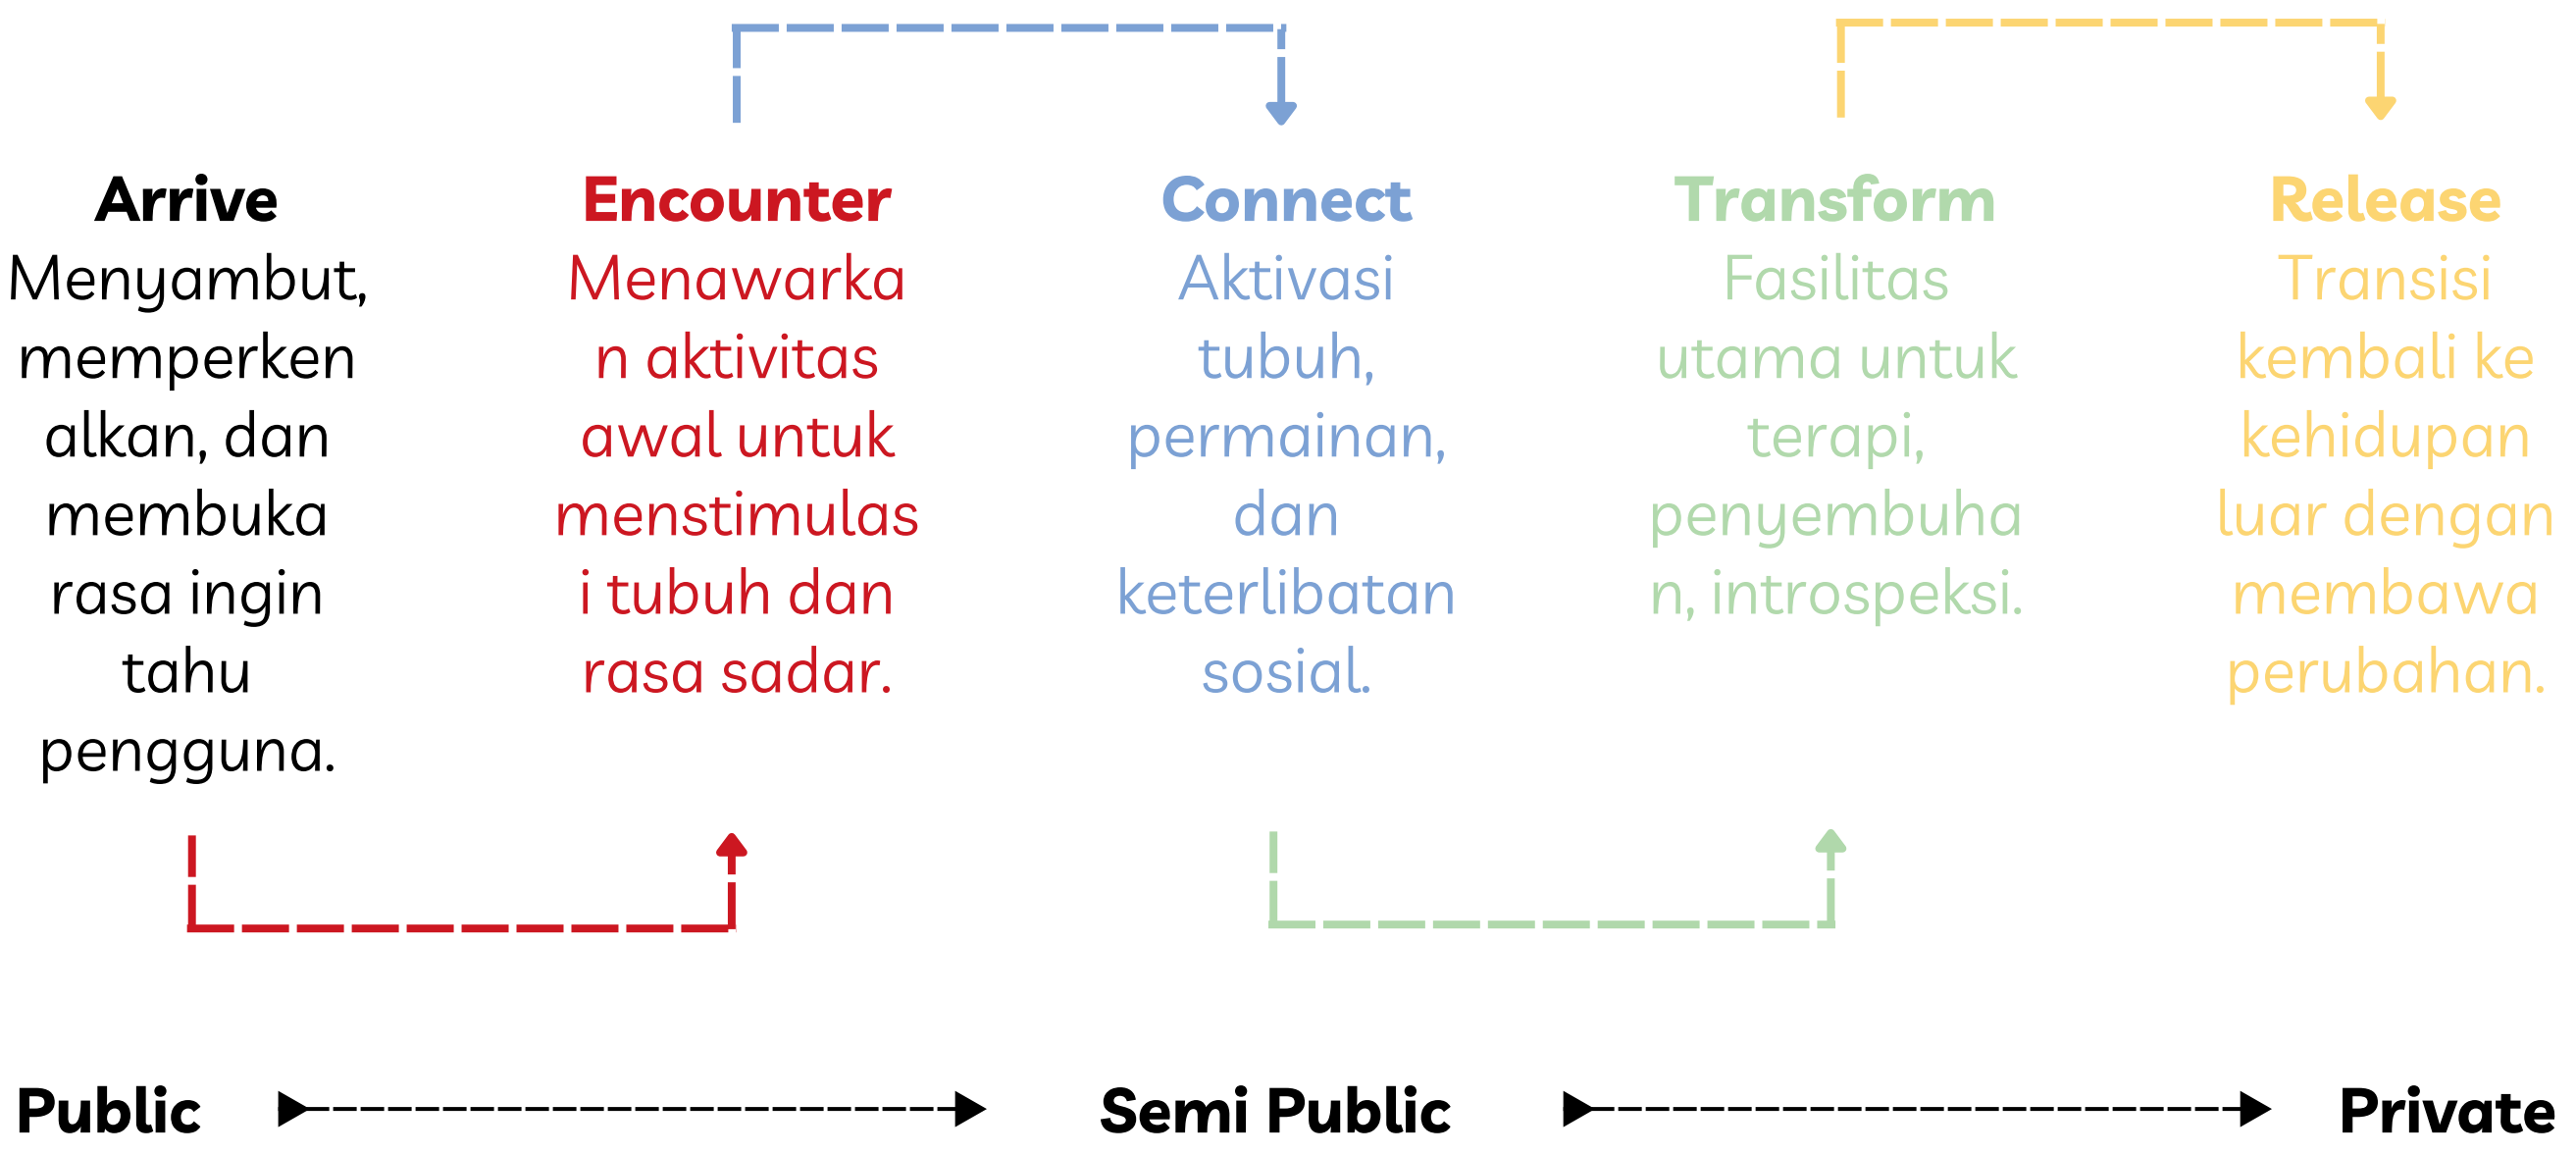 Arrive
Menyambut,
memperken
alkan, dan
membuka
rasa ingin
tahu
pengguna.
Encounter
Menawarka
n aktivitas
awal untuk
menstimulas
i tubuh dan
rasa sadar.
Connect
Aktivasi
tubuh,
permainan,
dan
keterlibatan
sosial.
Transform
Fasilitas
utama untuk
terapi,
penyembuha
n, introspeksi.
Release
Transisi
kembali ke
kehidupan
luar dengan
membawa
perubahan.
Public
Semi Public
Private